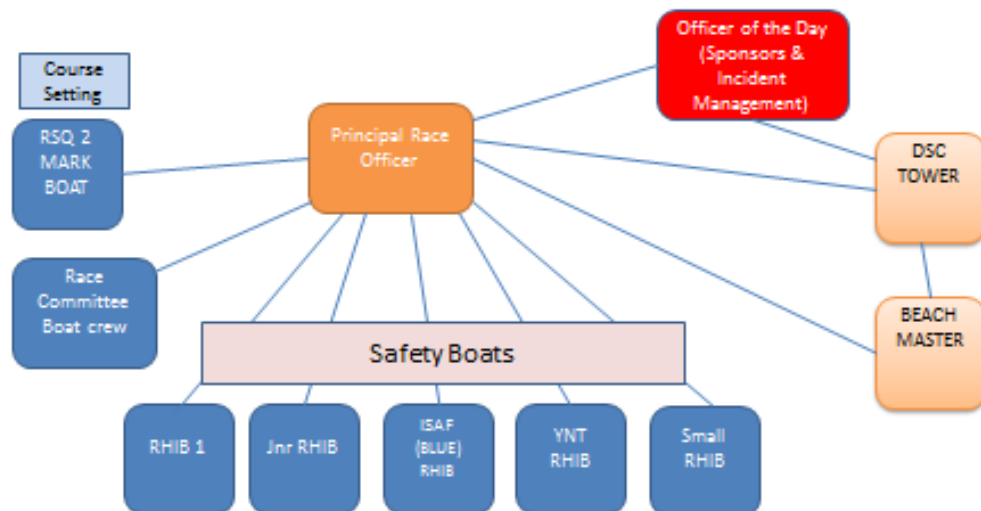 Officer of the Day
(Sponsors &
Incident
Management)
Course
Setting
RSQ 2
MARK
BOAT
Principal Race
Officer
DSC
TOWER
Race
Committee
Boat crew
BEACH
MASTER
Safety Boats
RHIB 1
Jnr RHIB
ISAF
(BLUE)
RHIB
YNT
RHIB
Small
RHIB